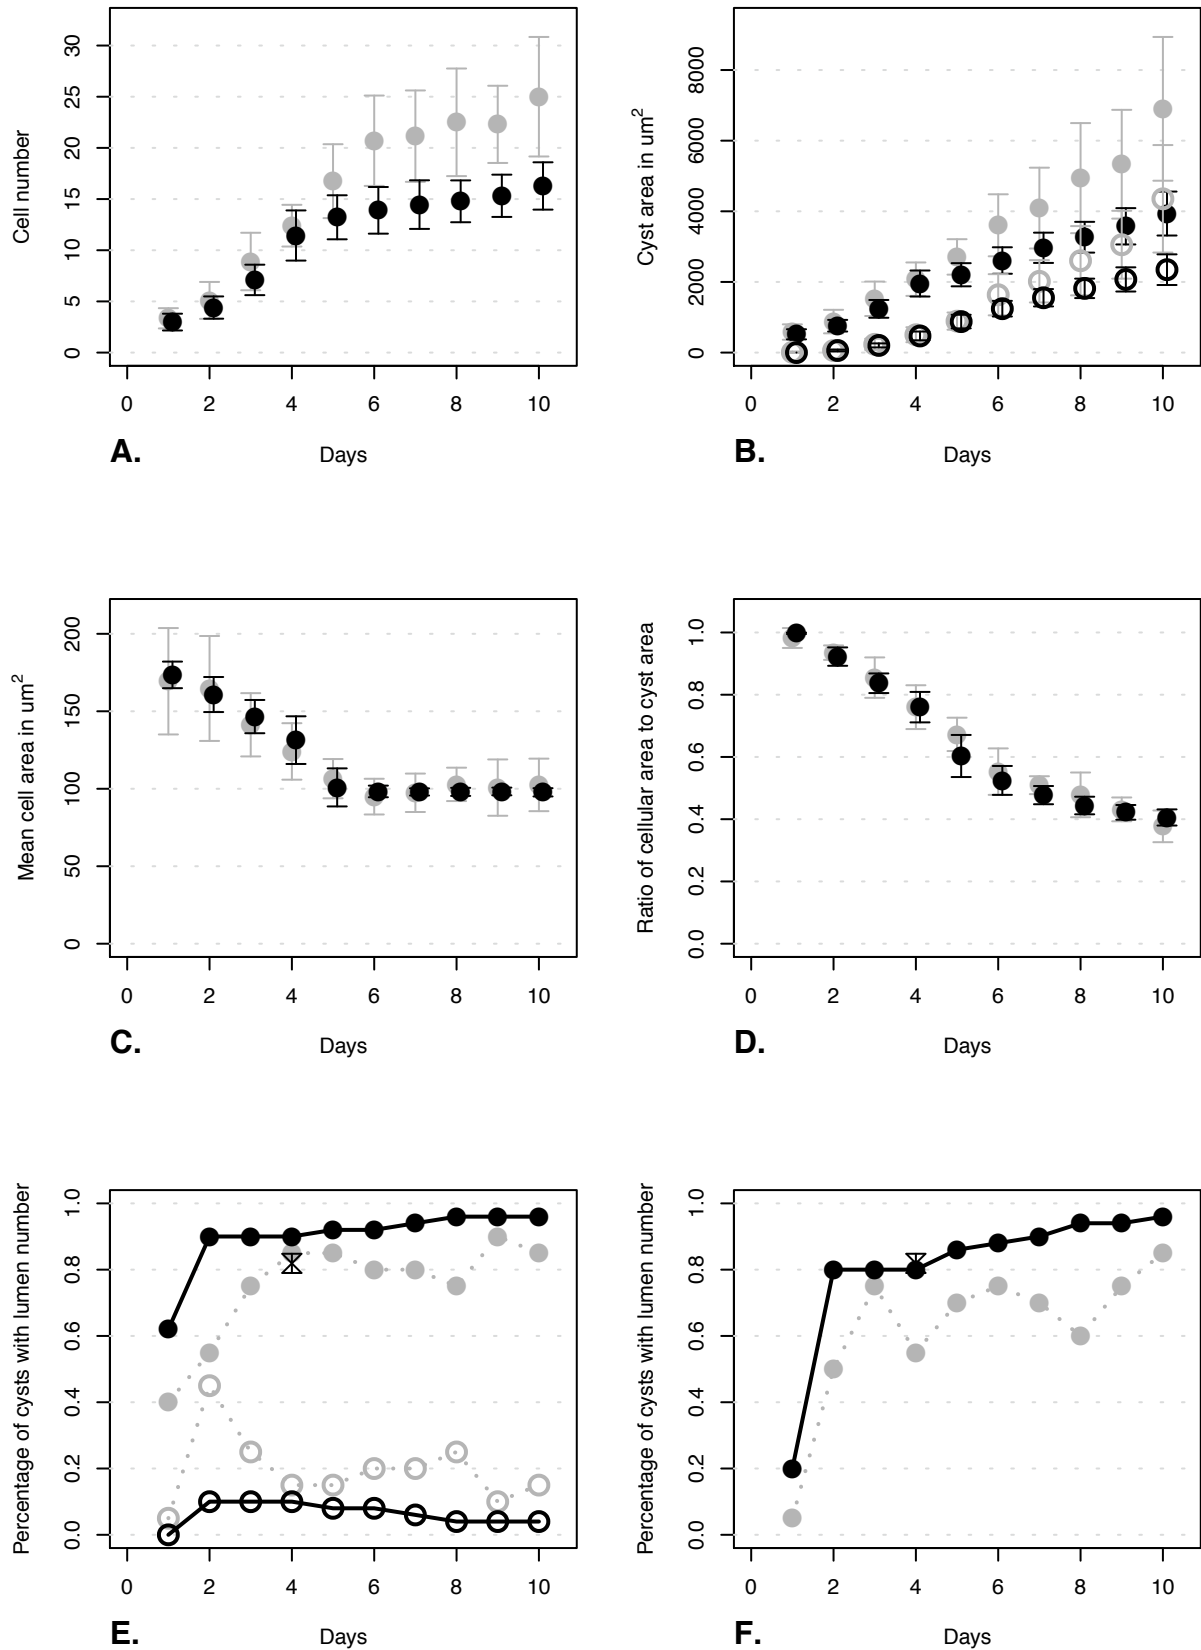 30
25
20
15
10
5
0
Cell number
0 2 4 6 8 10
A. Days
8000
6000
4000
2000
0
Cyst area in um²
0 2 4 6 8 10
B. Days
200
150
100
50
0
Mean cell area in um²
0 2 4 6 8 10
C. Days
1.0
0.8
0.6
0.4
0.2
0.0
Ratio of cellular area to cyst area
0 2 4 6 8 10
D. Days
1.0
0.8
0.6
0.4
0.2
0.0
Percentage of cysts with lumen number
0 2 4 6 8 10
E. Days
1.0
0.8
0.6
0.4
0.2
0.0
Percentage of cysts with lumen number
0 2 4 6 8 10
F. Days